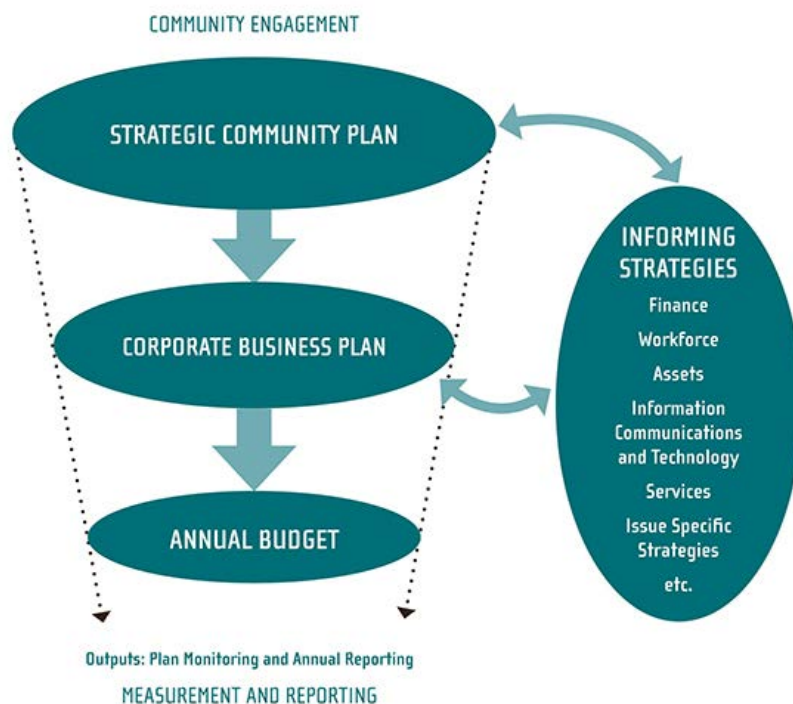 COMMUNITY ENGAGEMENT
STRATEGIC COMMUNITY PLAN
CORPORATE BUSINESS PLAN
ANNUAL BUDGET
INFORMING
STRATEGIES
Finance
Workforce
Assets
Information
Communications
and Technology
Services
Issue Specific
Strategies
etc.
Outputs: Plan Monitoring and Annual Reporting
MEASUREMENT AND REPORTING